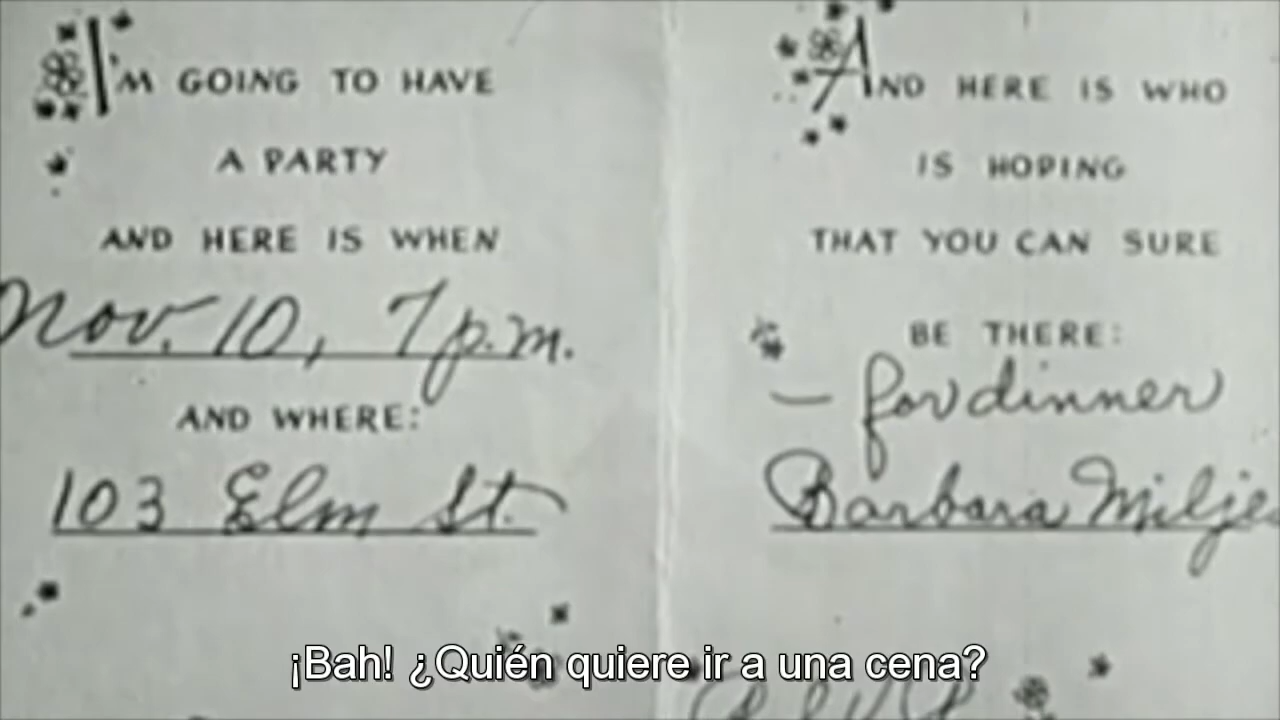 I'M GOING TO HAVE
A PARTY
AND HERE IS WHEN
Nov. 10, 7 p.m.
AND WHERE:
103 Elm St.
AND HERE IS WHO
IS HOPING
THAT YOU CAN SURE
BE THERE:
— for dinner
Barbara
¡Bah! ¿Quién quiere ir a una cena?